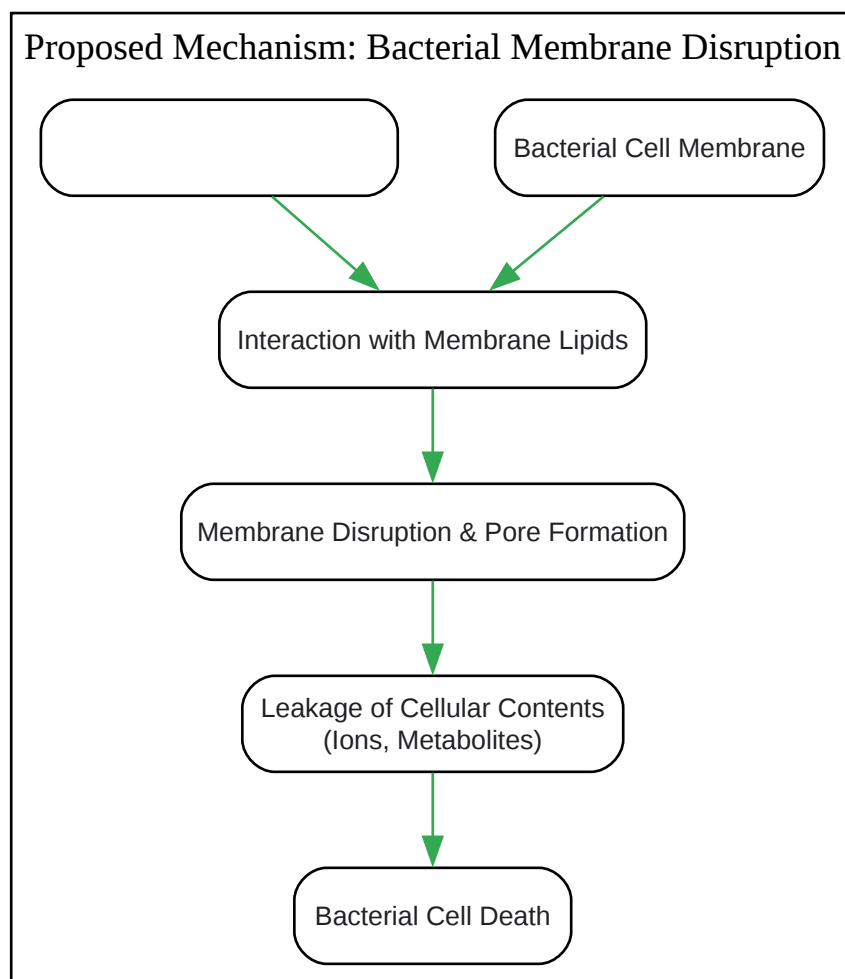 Proposed Mechanism: Bacterial Membrane Disruption
Bacterial Cell Membrane
Interaction with Membrane Lipids
Membrane Disruption & Pore Formation
Leakage of Cellular Contents
(Ions, Metabolites)
Bacterial Cell Death